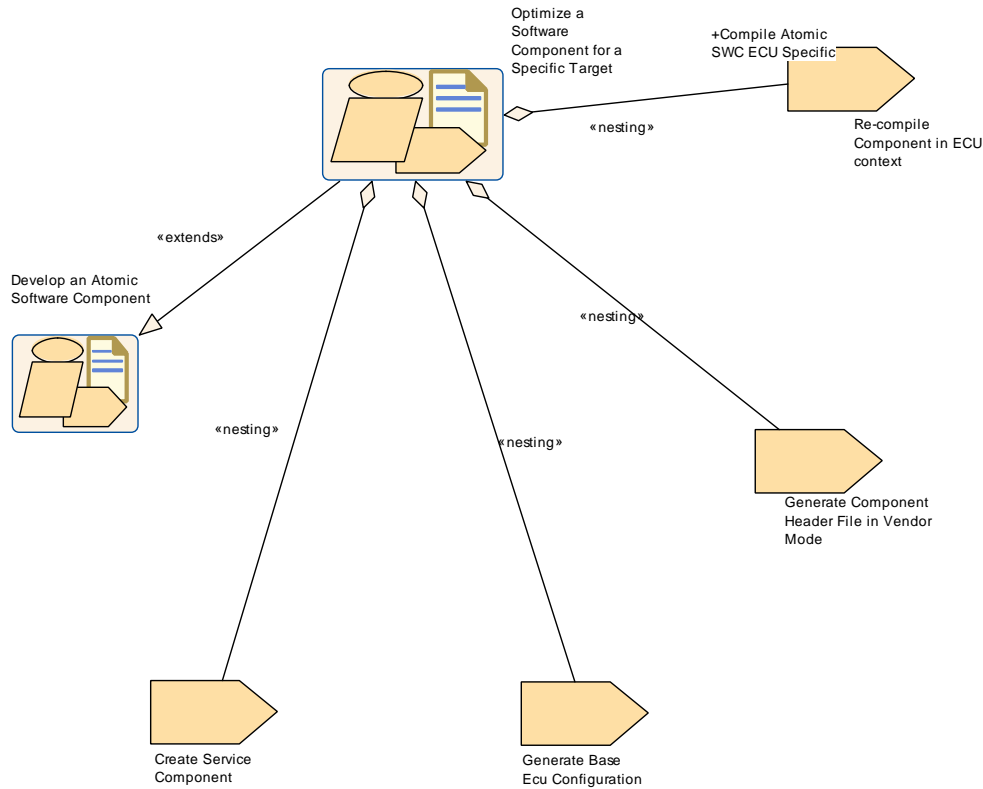 Optimize a
Software
Component for a
Specific Target
+Compile Atomic
SWC ECU Specific
«nesting»
Re-compile
Component in ECU
context
«extends»
Develop an Atomic
Software Component
«nesting»
«nesting»
«nesting»
Generate Component
Header File in Vendor
Mode
Create Service
Component
Generate Base
Ecu Configuration